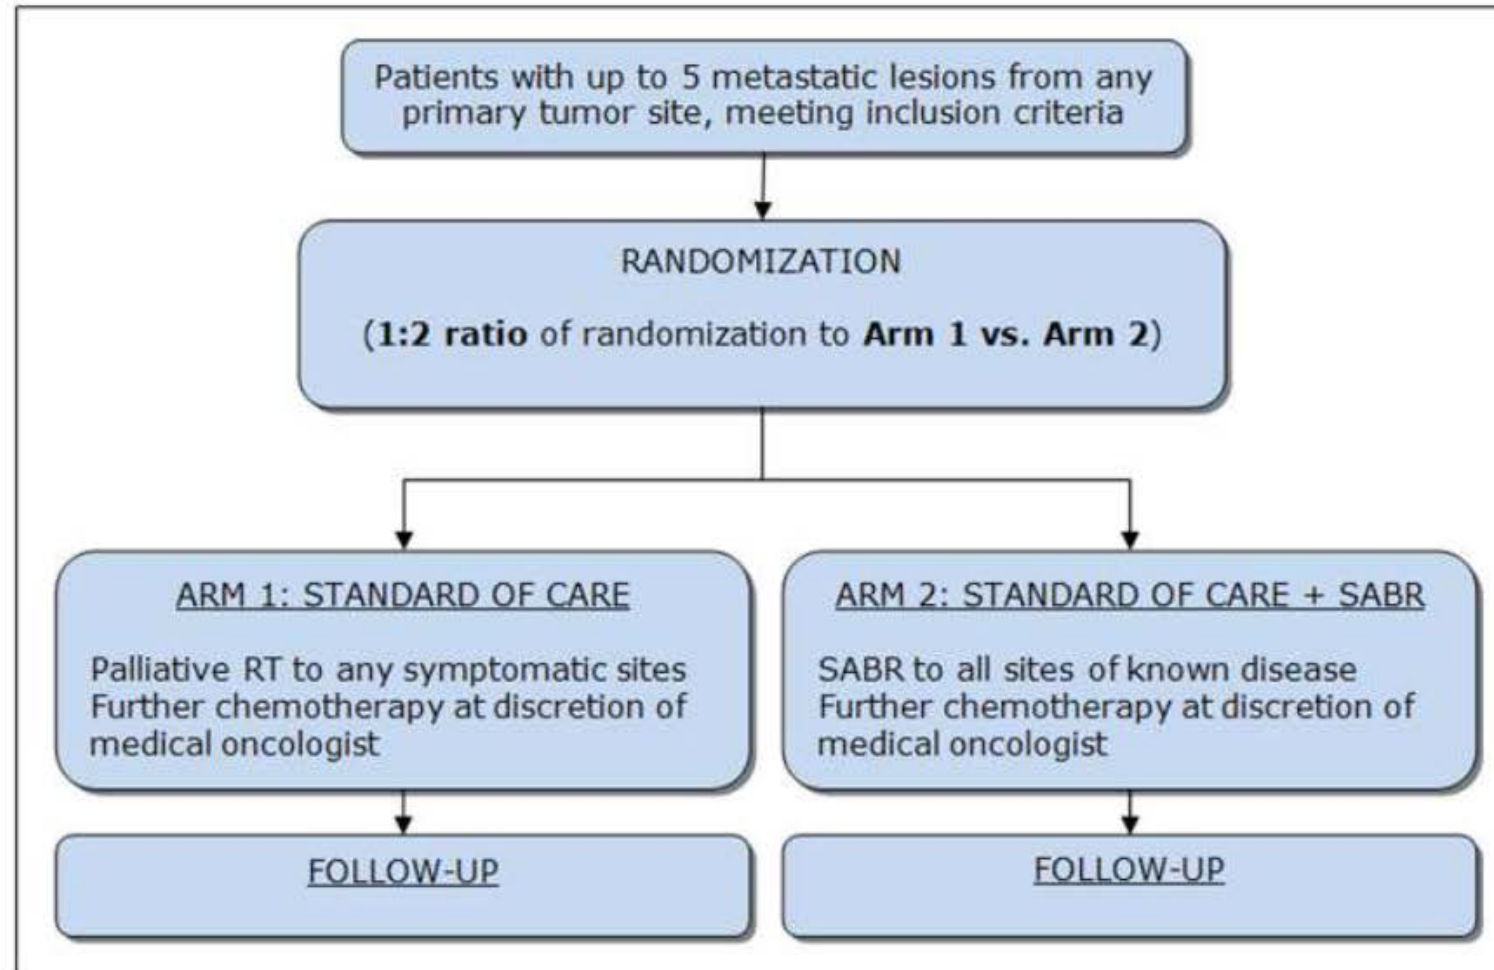 Patients with up to 5 metastatic lesions from any
primary tumor site, meeting inclusion criteria
RANDOMIZATION
(1:2 ratio of randomization to Arm 1 vs. Arm 2)
ARM 1: STANDARD OF CARE
Palliative RT to any symptomatic sites
Further chemotherapy at discretion of
medical oncologist
ARM 2: STANDARD OF CARE + SABR
SABR to all sites of known disease
Further chemotherapy at discretion of
medical oncologist
FOLLOW-UP
FOLLOW-UP